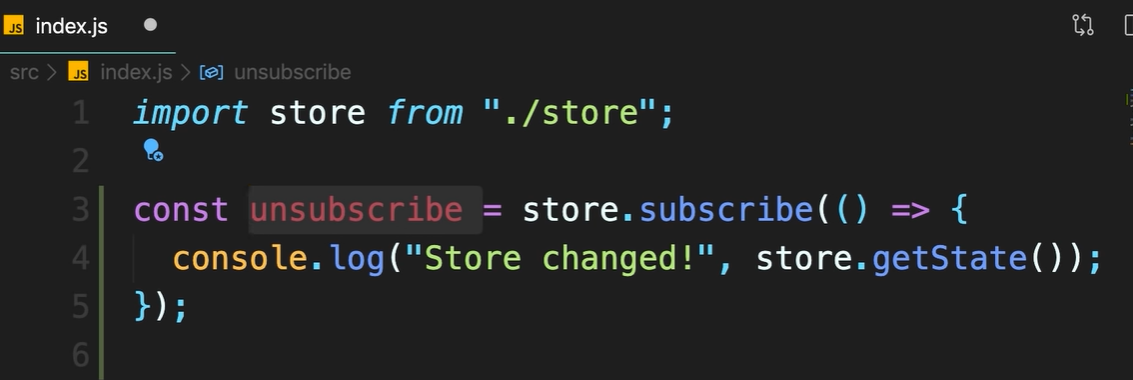 JS index.js
src > JS index.js > unsubscribe
1 import store from "./store";
2
3 const unsubscribe = store.subscribe(() => {
4   console.log("Store changed!", store.getState());
5 });
6